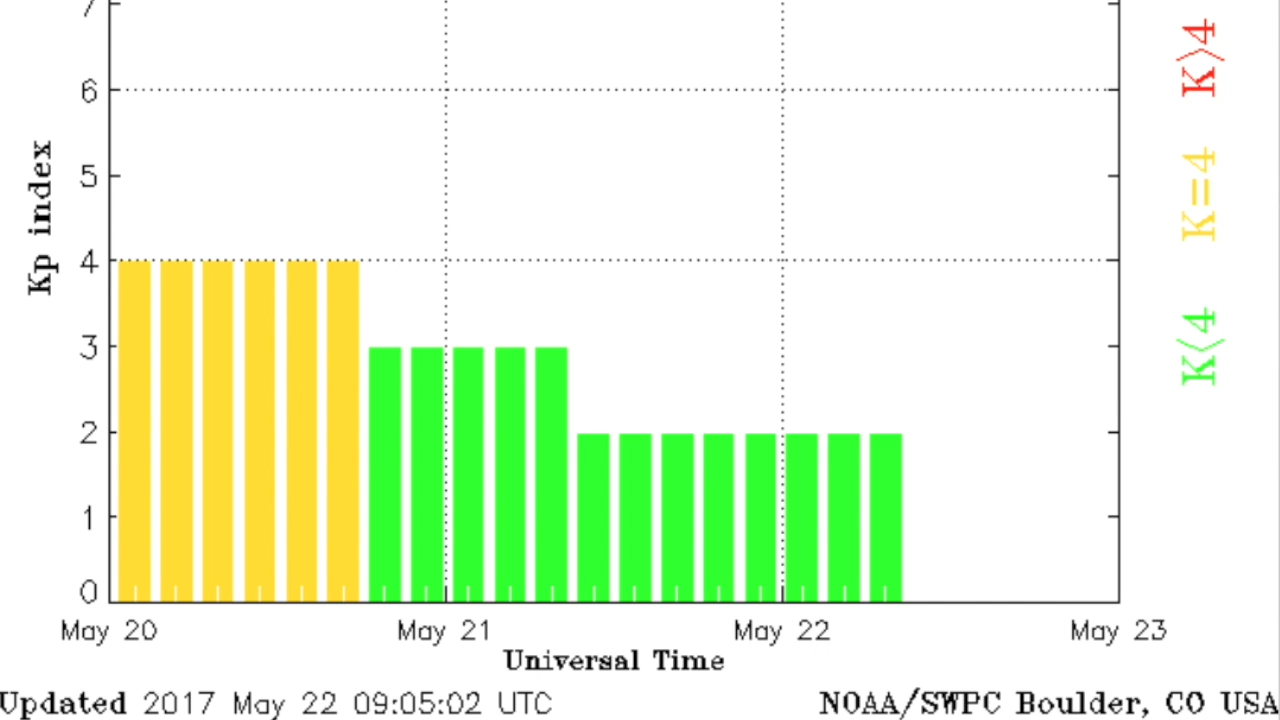 7
6
5
4
3
2
1
0
Kp index
May 20 May 21 May 22 May 23
Universal Time
Updated 2017 May 22 09:05:02 UTC
NOAA/SWPC Boulder, CO USA
K<4 K=4 K>4